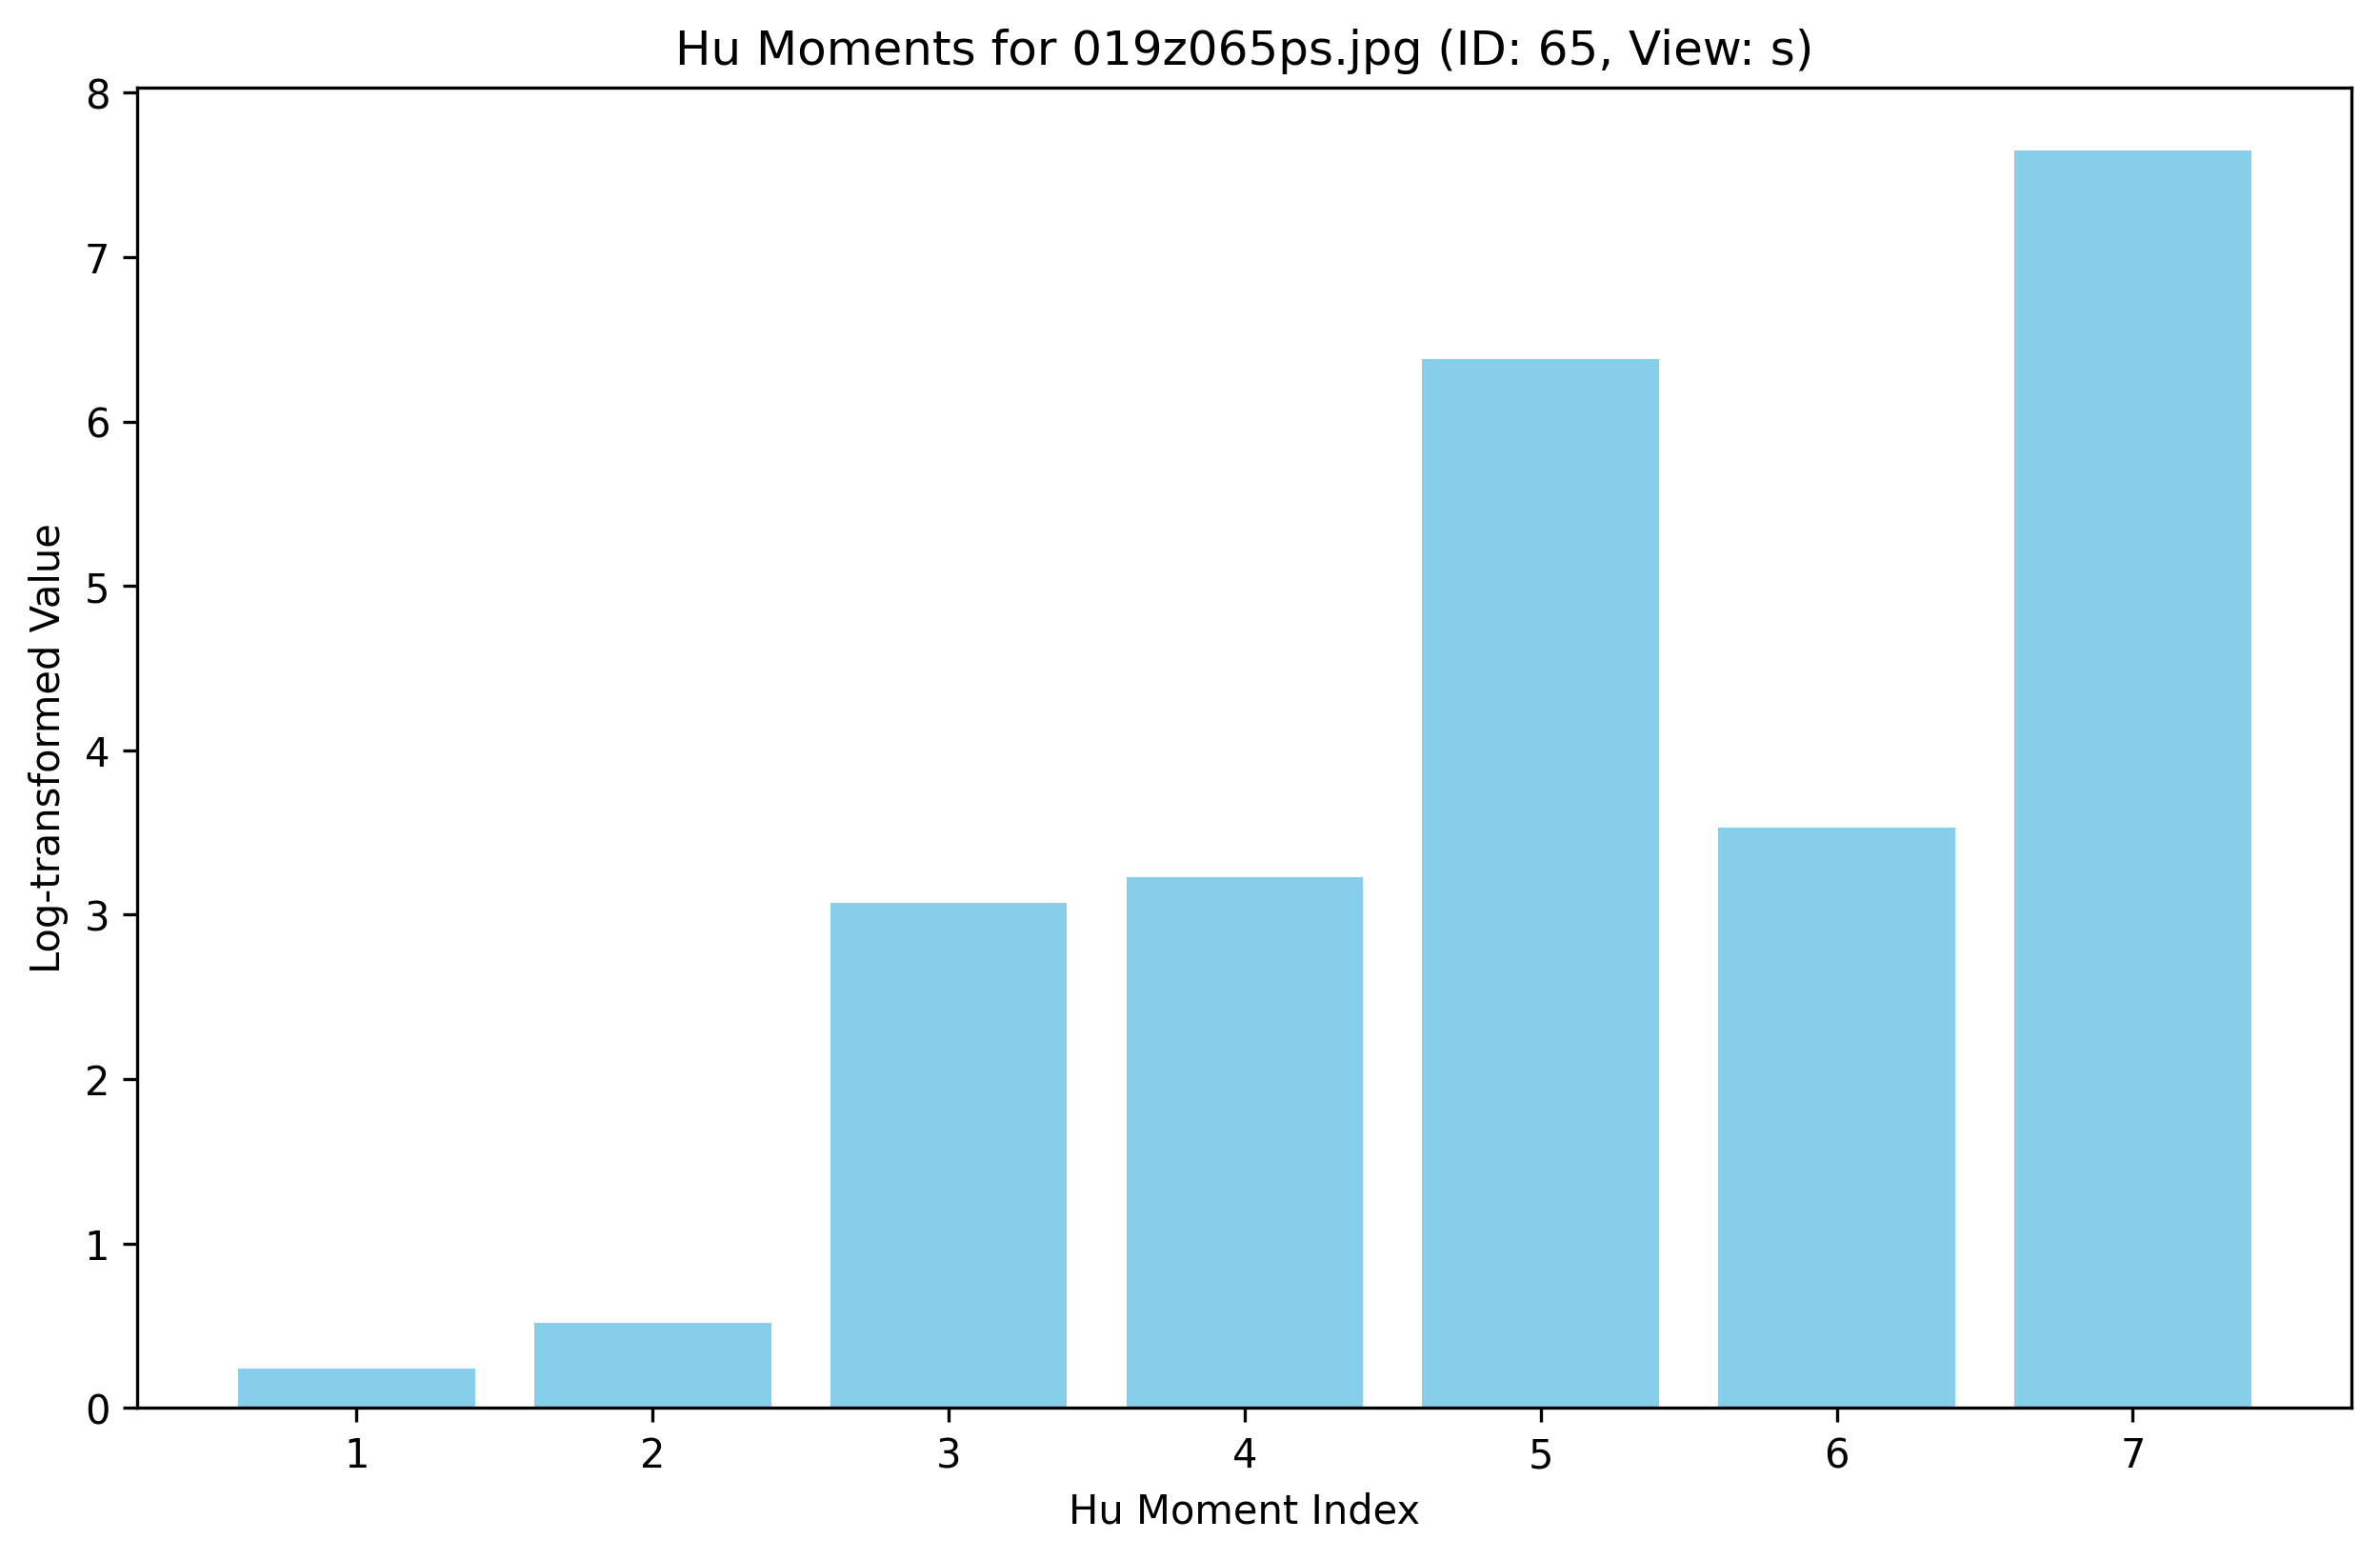 Hu Moments for 019z065ps.jpg (ID: 65, View: s)
8
7
6
5
4
3
2
1
0
Log-transformed Value
1 2 3 4 5 6 7
Hu Moment Index